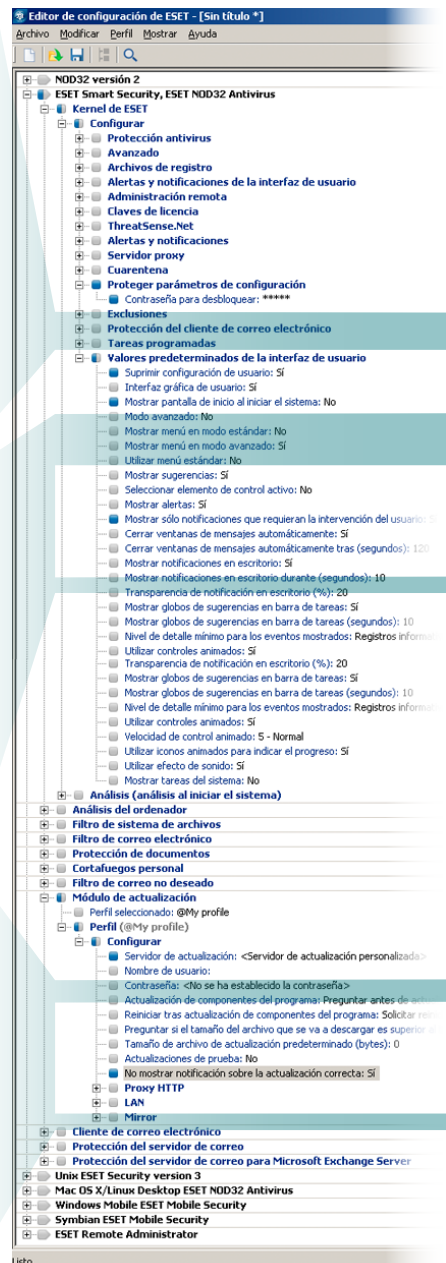 Editor de configuración de ESET - [Sin título *]
Archivo Modificar Perfil Mostrar Ayuda
NOD32 versión 2
ESET Smart Security, ESET NOD32 Antivirus
Kernel de ESET
Configurar
Protección antivirus
Avanzado
Archivos de registro
Alertas y notificaciones de la interfaz de usuario
Administración remota
Claves de licencia
ThreatSense.Net
Alertas y notificaciones
Servidor proxy
Cuarentena
Proteger parámetros de configuración
Contraseña para desbloquear: *****
Exclusiones
Protección del cliente de correo electrónico
Tareas programadas
Valores predeterminados de la interfaz de usuario
Suprimir configuración de usuario: Sí
Interfaz gráfica de usuario: Sí
Mostrar pantalla de inicio al iniciar el sistema: No
Modo avanzado: No
Mostrar menú en modo estándar: No
Mostrar menú en modo avanzado: Sí
Utilizar menú estándar: No
Mostrar sugerencias: Sí
Seleccionar elemento de control activo: No
Mostrar alertas: Sí
Mostrar sólo notificaciones que requieran la intervención del usuario:
Cerrar ventanas de mensajes automáticamente: Sí
Cerrar ventanas de mensajes automáticamente tras (segundos): 120
Mostrar notificaciones en escritorio: Sí
Mostrar notificaciones en escritorio durante (segundos): 10
Transparencia de notificación en escritorio (%): 20
Mostrar globos de sugerencias en barra de tareas: Sí
Mostrar globos de sugerencias en barra de tareas (segundos): 10
Nivel de detalle mínimo para los eventos mostrados: Registros
Utilizar controles animados: Sí
Transparencia de notificación en escritorio (%): 20
Mostrar globos de sugerencias en barra de tareas: Sí
Mostrar globos de sugerencias en barra de tareas (segundos): 10
Nivel de detalle mínimo para los eventos mostrados: Registros
Utilizar controles animados: Sí
Velocidad de control animado: 5 - Normal
Utilizar iconos animados para indicar el progreso: Sí
Utilizar efecto de sonido: Sí
Mostrar tareas del sistema: No
Análisis (análisis al iniciar el sistema)
Análisis del ordenador
Filtro de sistema de archivos
Filtro de correo electrónico
Protección de documentos
Cortafuegos personal
Filtro de correo no deseado
Módulo de actualización
Perfil seleccionado: @My profile
Perfil (@My profile)
Configurar
Servidor de actualización: <Servidor de actualización personalizada>
Nombre de usuario:
Contraseña: <No se ha establecido la contraseña>
Actualización de componentes del programa: Preguntar antes de
Reiniciar tras actualización de componentes del programa: Solicitar
Preguntar si el tamaño del archivo que se va a descargar es superior
Tamaño de archivo de actualización predeterminado (bytes): 0
Actualizaciones de prueba: No
No mostrar notificación sobre la actualización correcta: Sí
Proxy HTTP
LAN
Mirror
Cliente de correo electrónico
Protección del servidor de correo
Protección del servidor de correo para Microsoft Exchange Server
Unix ESET Security version 3
Mac OS X/Linux Desktop ESET NOD32 Antivirus
Windows Mobile ESET Mobile Security
Symbian ESET Mobile Security
ESET Remote Administrator
Listo